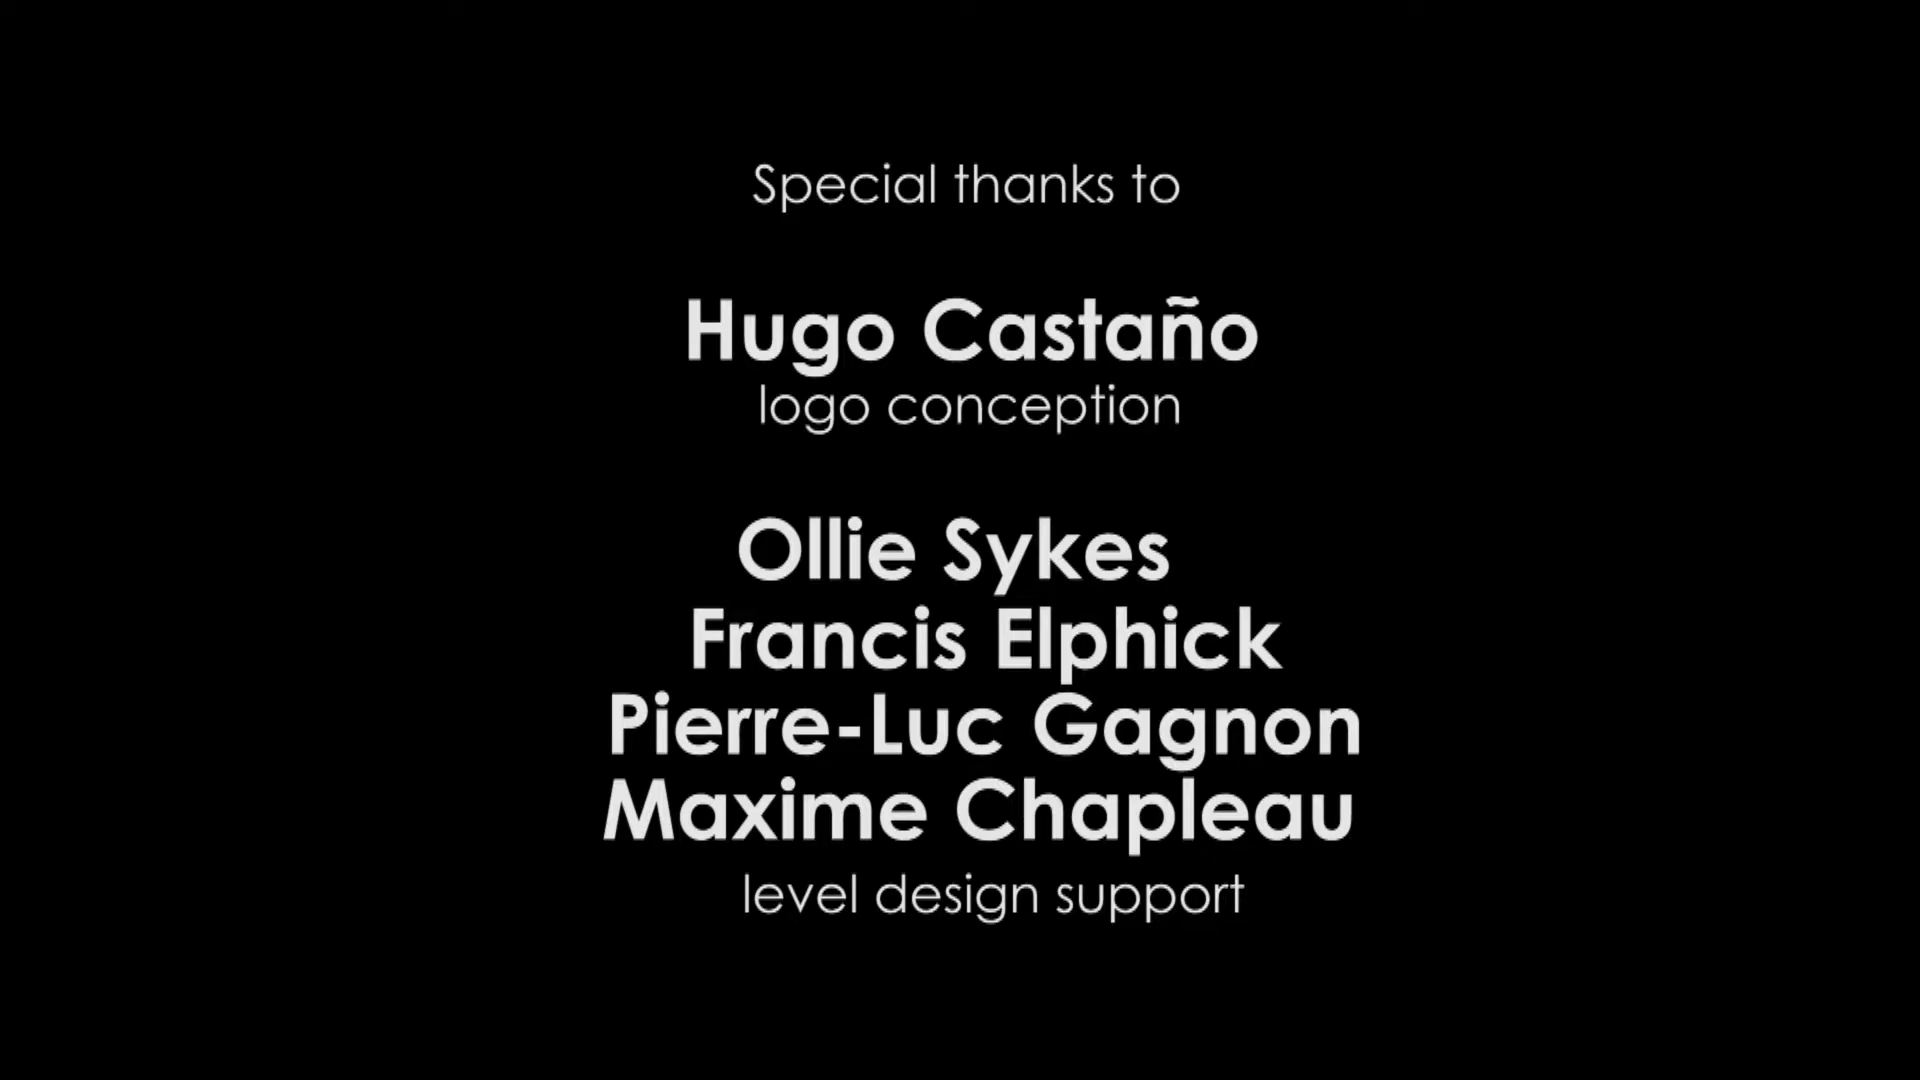 Special thanks to
Hugo Castaño
logo conception
Ollie Sykes
Francis Elphick
Pierre-Luc Gagnon
Maxime Chapleau
level design support